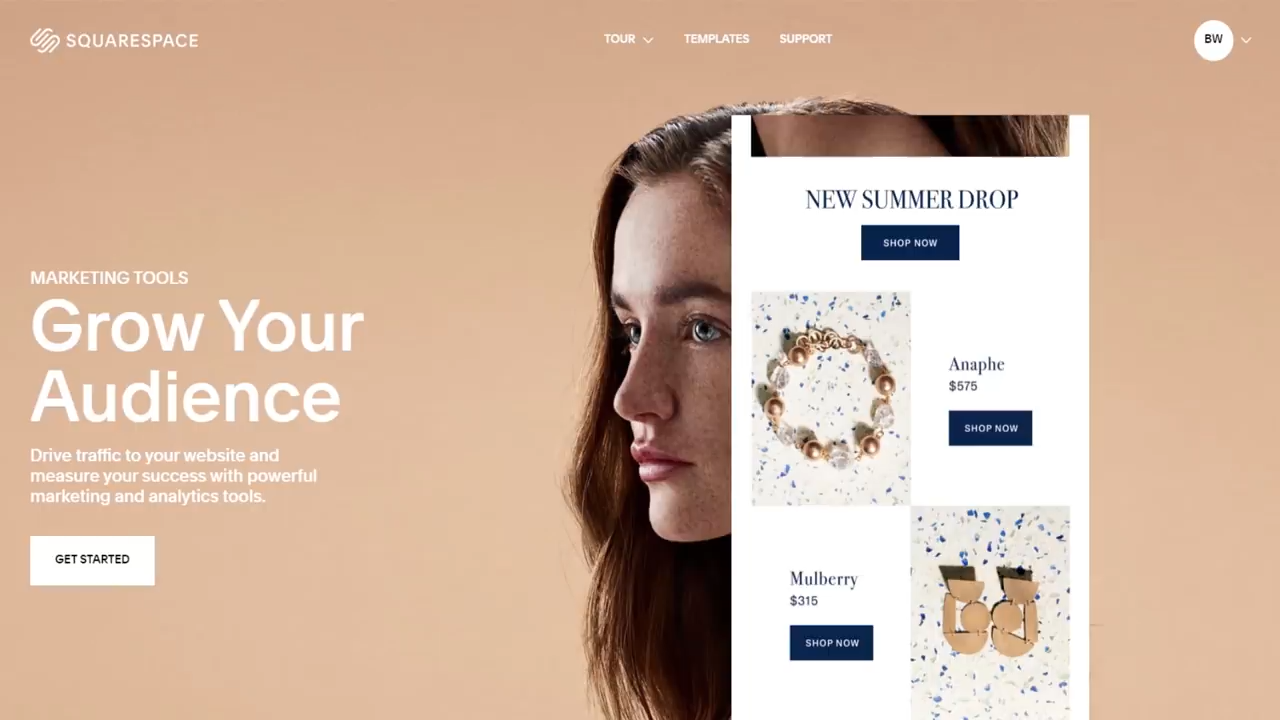 SQUARESPACE
TOUR
TEMPLATES
SUPPORT
BW
MARKETING TOOLS
Grow Your
Audience
Drive traffic to your website and
measure your success with powerful
marketing and analytics tools.
GET STARTED
NEW SUMMER DROP
SHOP NOW
Anaphe
$575
SHOP NOW
Mulberry
$315
SHOP NOW